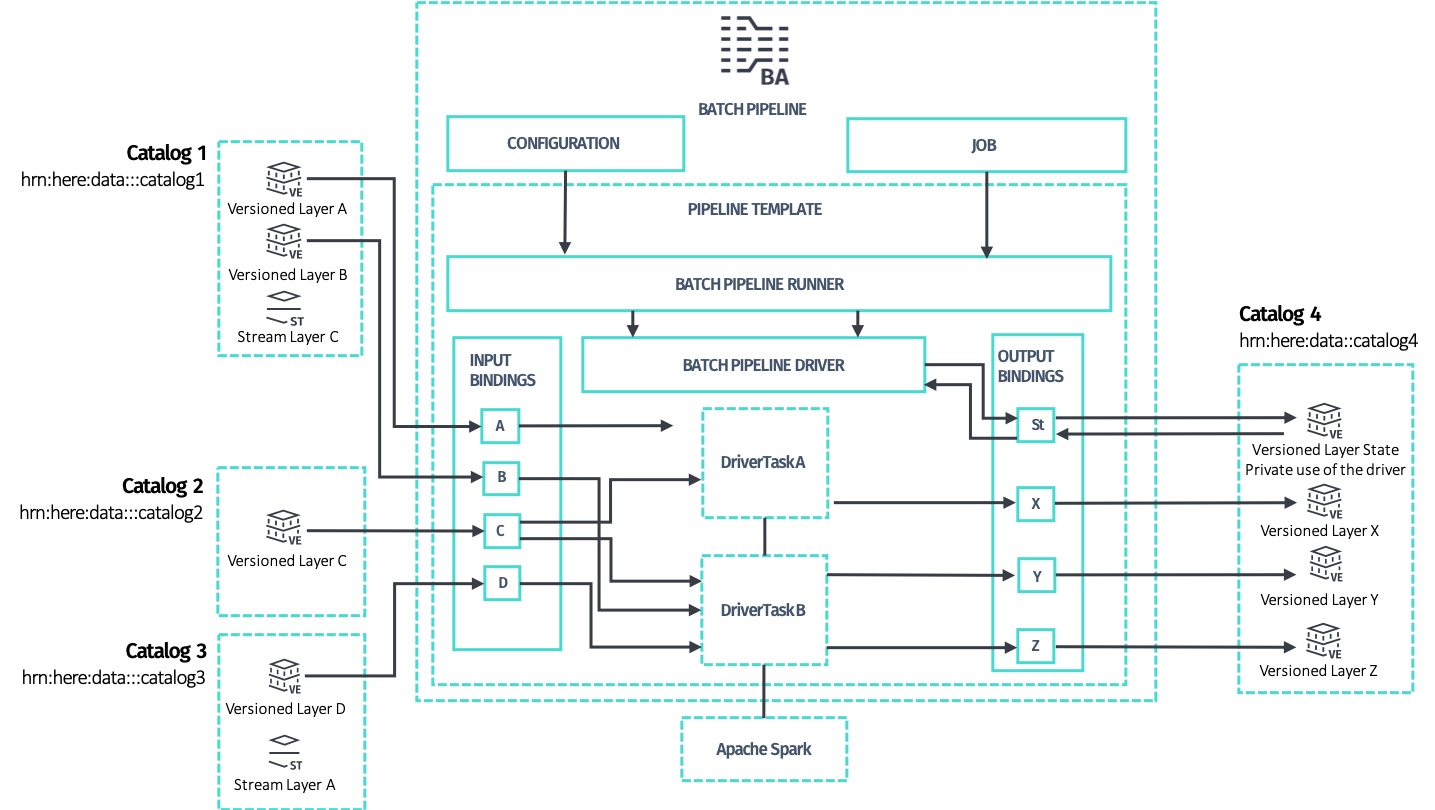 BA
BATCH PIPELINE
CONFIGURATION
JOB
PIPELINE TEMPLATE
BATCH PIPELINE RUNNER
BATCH PIPELINE DRIVER
Catalog 1
hrn:here:data:::catalog1
VE
Versioned Layer A
VE
Versioned Layer B
ST
Stream Layer C
Catalog 2
hrn:here:data:::catalog2
VE
Versioned Layer C
Catalog 3
hrn:here:data:::catalog3
VE
Versioned Layer D
ST
Stream Layer A
INPUT
BINDINGS
A
B
C
D
DriverTask A
DriverTask B
Apache Spark
OUTPUT
BINDINGS
St
X
Y
Z
Catalog 4
hrn:here:data::catalog4
VE
Versioned Layer State
Private use of the driver
VE
Versioned Layer X
VE
Versioned Layer Y
VE
Versioned Layer Z